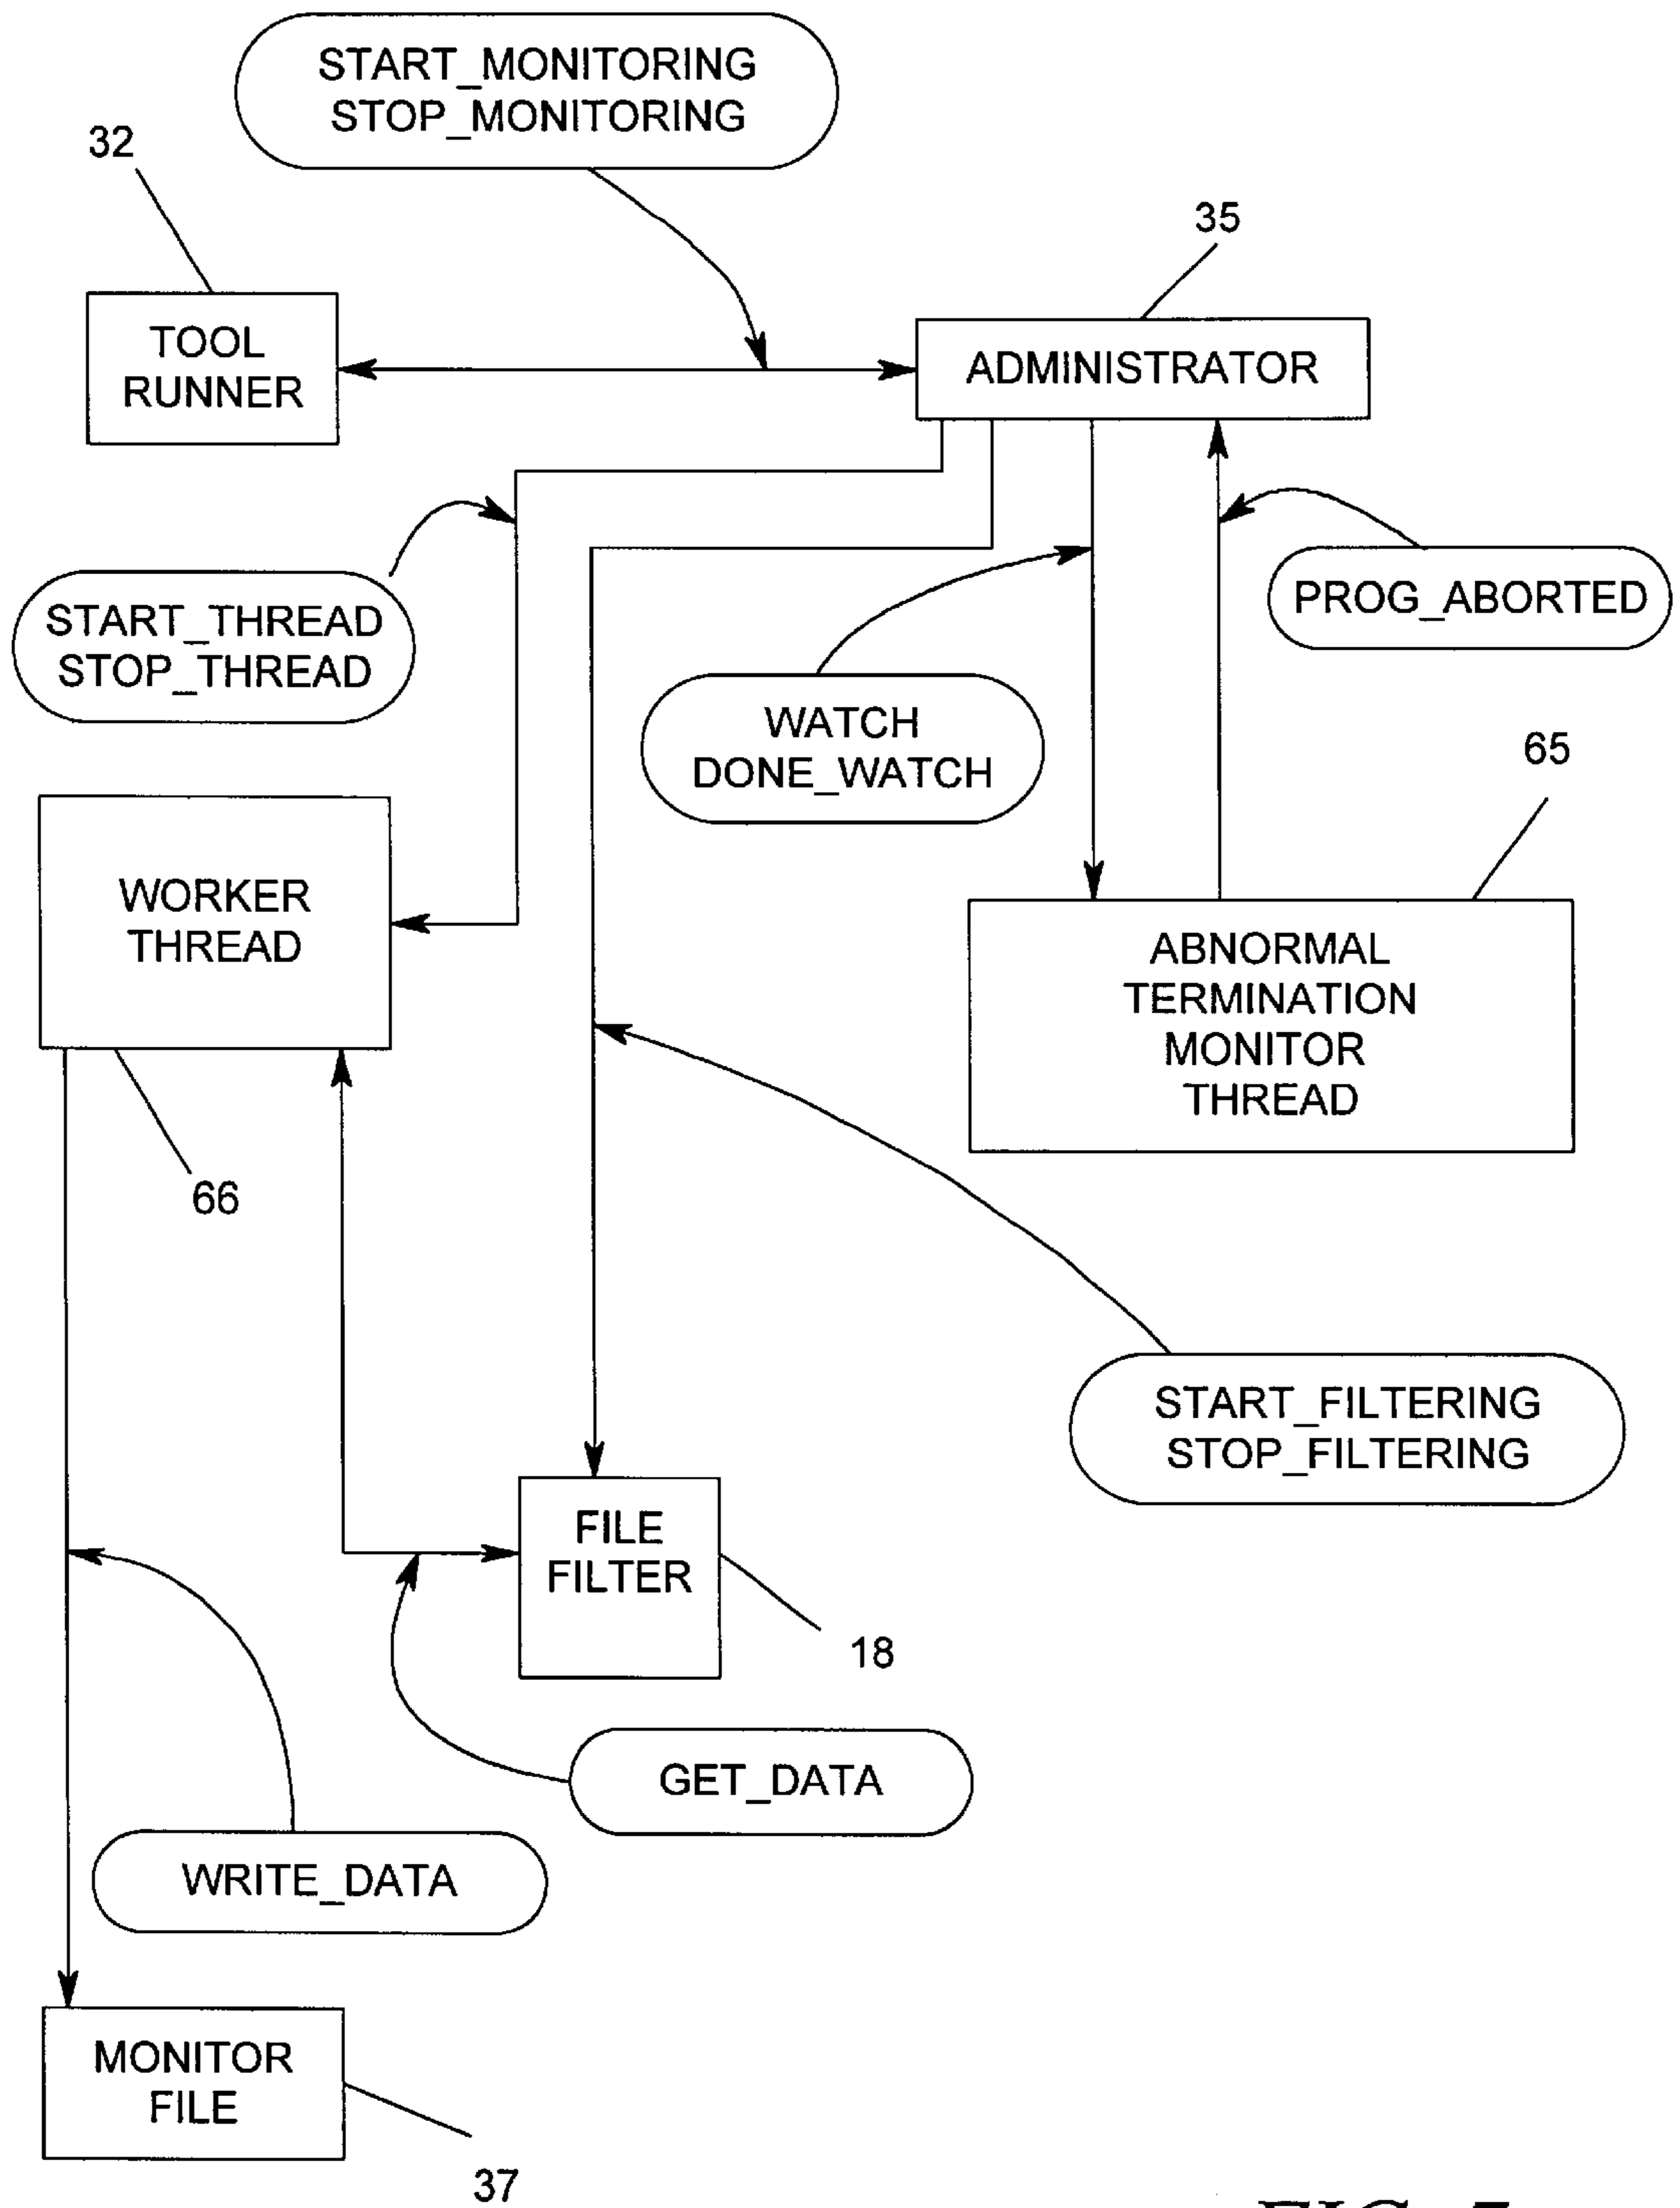 START_MONITORING
STOP_MONITORING
32
35
TOOL
RUNNER
ADMINISTRATOR
START_THREAD
STOP_THREAD
PROG_ABORTED
WATCH
DONE_WATCH
65
WORKER
THREAD
ABNORMAL
TERMINATION
MONITOR
THREAD
66
START_FILTERING
STOP_FILTERING
FILE
FILTER
18
GET_DATA
WRITE_DATA
MONITOR
FILE
37